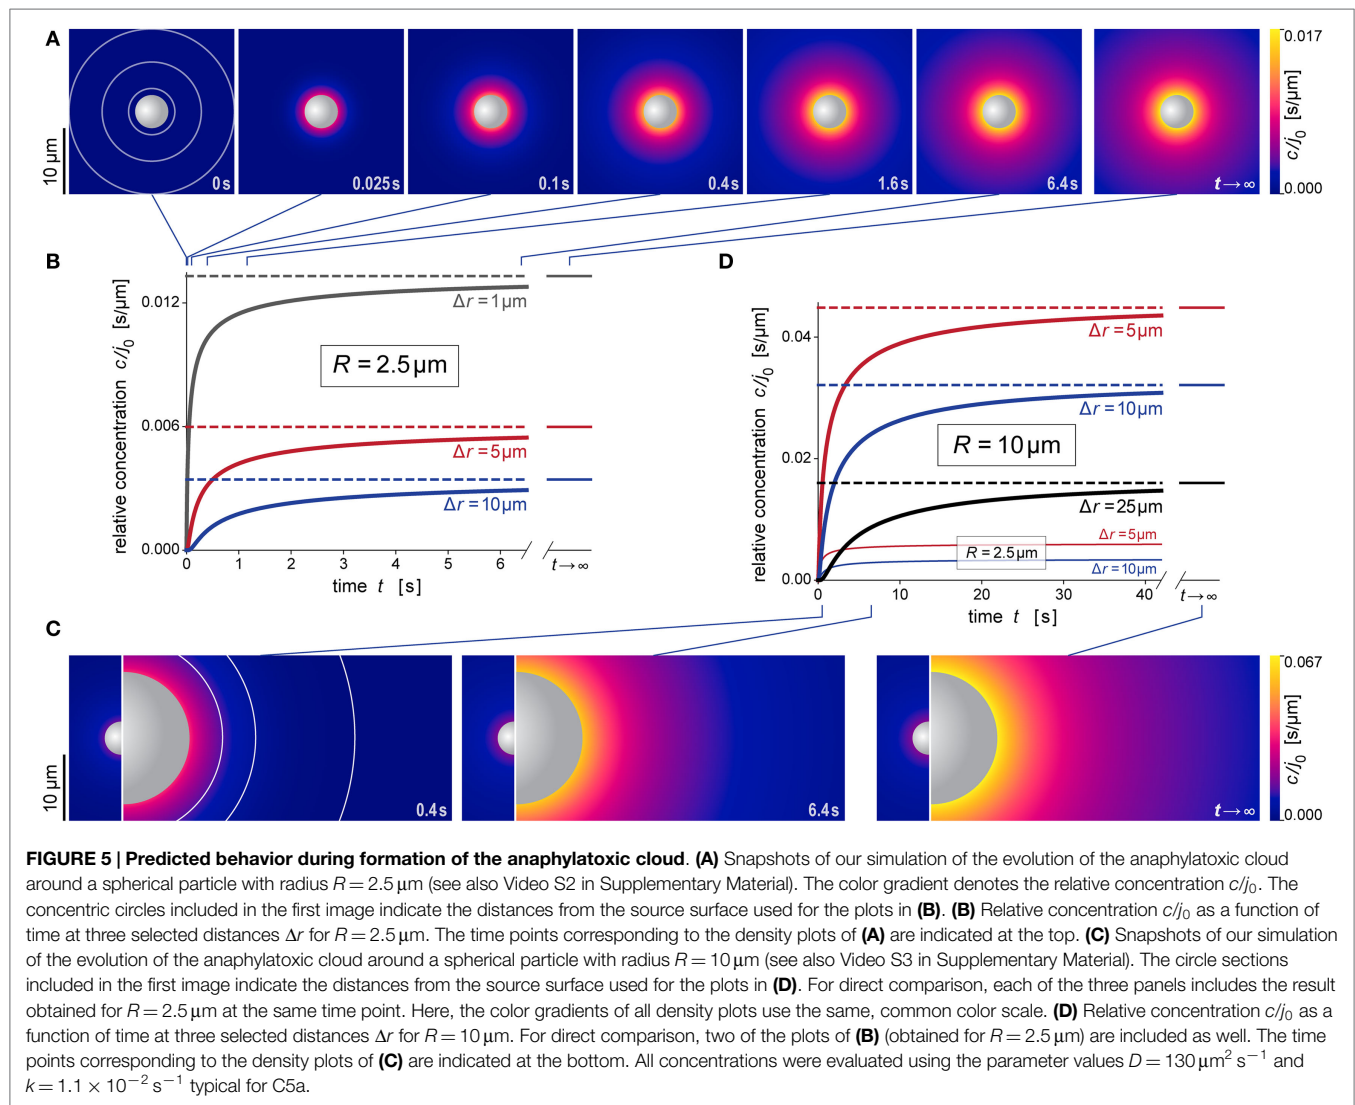 A
10 µm
0 s
0.025 s
0.1 s
0.4 s
1.6 s
6.4 s
t → ∞
0.017
c/j0 [s/µm]
0.000
B
relative concentration c/j0 [s/µm]
0.012
0.006
0.000
Δr = 1 µm
R = 2.5 µm
Δr = 5 µm
Δr = 10 µm
0 1 2 3 4 5 6 t → ∞
time t [s]
D
relative concentration c/j0 [s/µm]
0.04
0.02
0.00
Δr = 5 µm
Δr = 10 µm
R = 10 µm
Δr = 25 µm
Δr = 5 µm
R = 2.5 µm
Δr = 10 µm
0 10 20 30 40 t → ∞
time t [s]
C
10 µm
0.4 s
6.4 s
t → ∞
0.067
c/j0 [s/µm]
0.000
FIGURE 5 | Predicted behavior during formation of the anaphylatoxic cloud. (A) Snapshots of our simulation of the evolution of the anaphylatoxic cloud
around a spherical particle with radius R = 2.5 µm (see also Video S2 in Supplementary Material). The color gradient denotes the relative concentration c/j0. The
concentric circles included in the first image indicate the distances from the source surface used for the plots in (B). (B) Relative concentration c/j0 as a function of
time at three selected distances Δr for R = 2.5 µm. The time points corresponding to the density plots of (A) are indicated at the top. (C) Snapshots of our simulation
of the evolution of the anaphylatoxic cloud around a spherical particle with radius R = 10 µm (see also Video S3 in Supplementary Material). The circle sections
included in the first image indicate the distances from the source surface used for the plots in (D). For direct comparison, each of the three panels includes the result
obtained for R = 2.5 µm at the same time point. Here, the color gradients of all density plots use the same, common color scale. (D) Relative concentration c/j0 as a
function of time at three selected distances Δr for R = 10 µm. For direct comparison, two of the plots of (B) (obtained for R = 2.5 µm) are included as well. The time
points corresponding to the density plots of (C) are indicated at the bottom. All concentrations were evaluated using the parameter values D = 130 µm² s⁻¹ and
k = 1.1 × 10⁻² s⁻¹ typical for C5a.